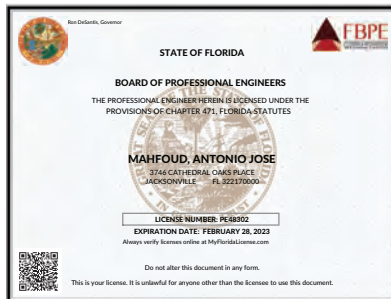 Ron DeSantis, Governor
FBPE
STATE OF FLORIDA
BOARD OF PROFESSIONAL ENGINEERS
THE PROFESSIONAL ENGINEER HEREIN IS LICENSED UNDER THE
PROVISIONS OF CHAPTER 471, FLORIDA STATUTES
MAHFOUD, ANTONIO JOSE
3746 CATHEDRAL OAKS PLACE
JACKSONVILLE FL 322170000
LICENSE NUMBER: PE48302
EXPIRATION DATE: FEBRUARY 28, 2023
Always verify licenses online at MyFloridaLicense.com
Do not alter this document in any form.
This is your license. It is unlawful for anyone other than the licensee to use this document.